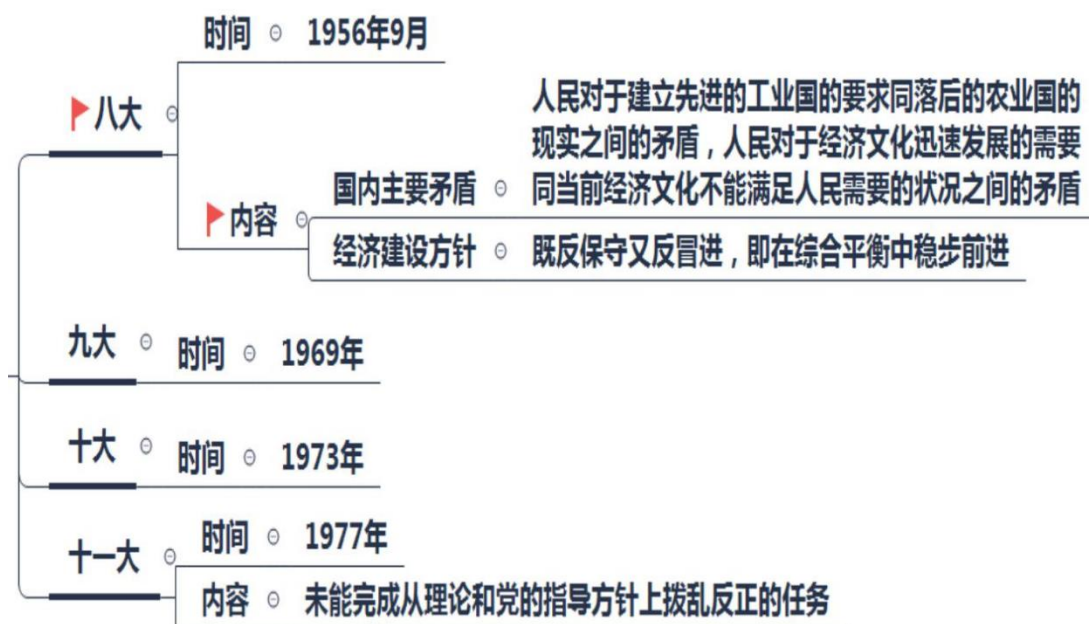 时间 1956年9月
八大
人民对于建立先进的工业国的要求同落后的农业国的
现实之间的矛盾，人民对于经济文化迅速发展的需要
国内主要矛盾 同当前经济文化不能满足人民需要的状况之间的矛盾
内容
经济建设方针 既反保守又反冒进，即在综合平衡中稳步前进
九大 时间 1969年
十大 时间 1973年
时间 1977年
十一大
内容 未能完成从理论和党的指导方针上拨乱反正的任务